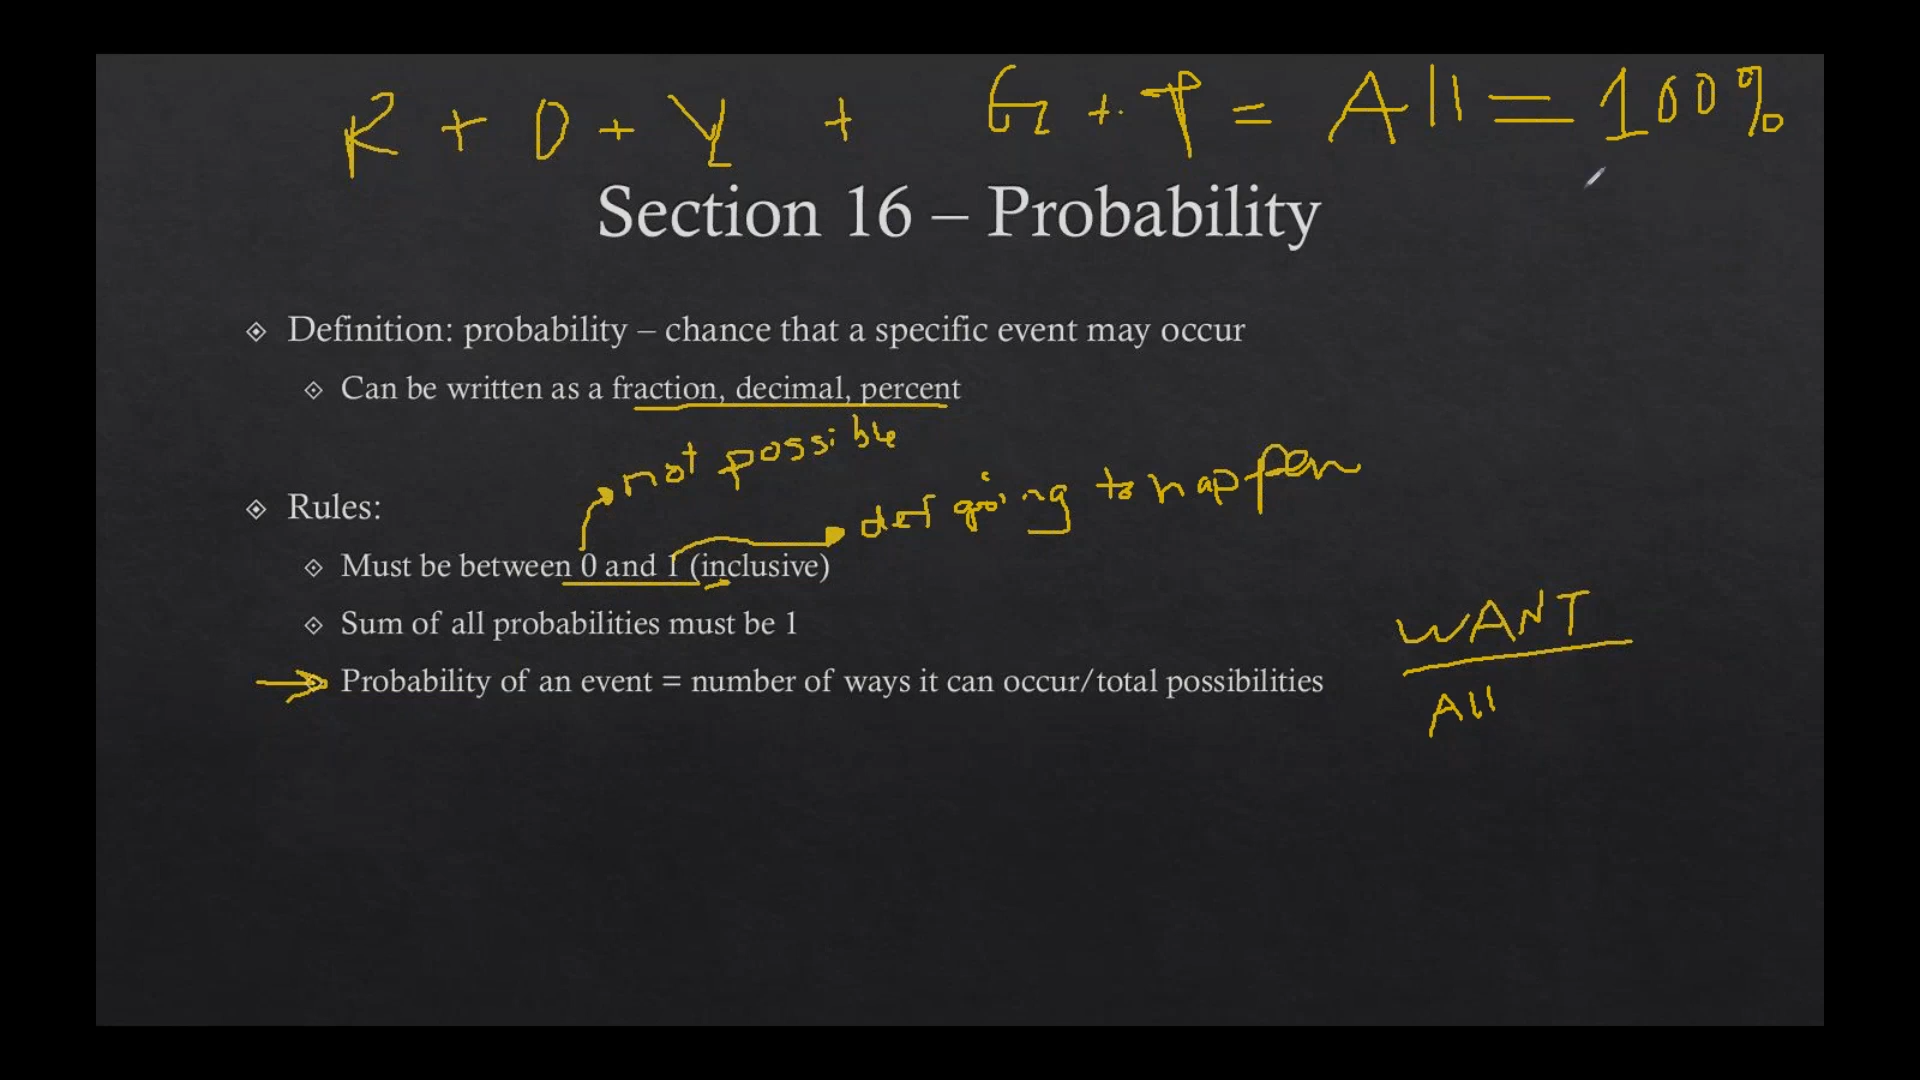 R + O + Y + G + P = All = 100%
Section 16 – Probability
Definition: probability – chance that a specific event may occur
Can be written as a fraction, decimal, percent
not possible
def going to happen
Rules:
Must be between 0 and 1 (inclusive)
Sum of all probabilities must be 1
WANT
All
Probability of an event = number of ways it can occur/total possibilities